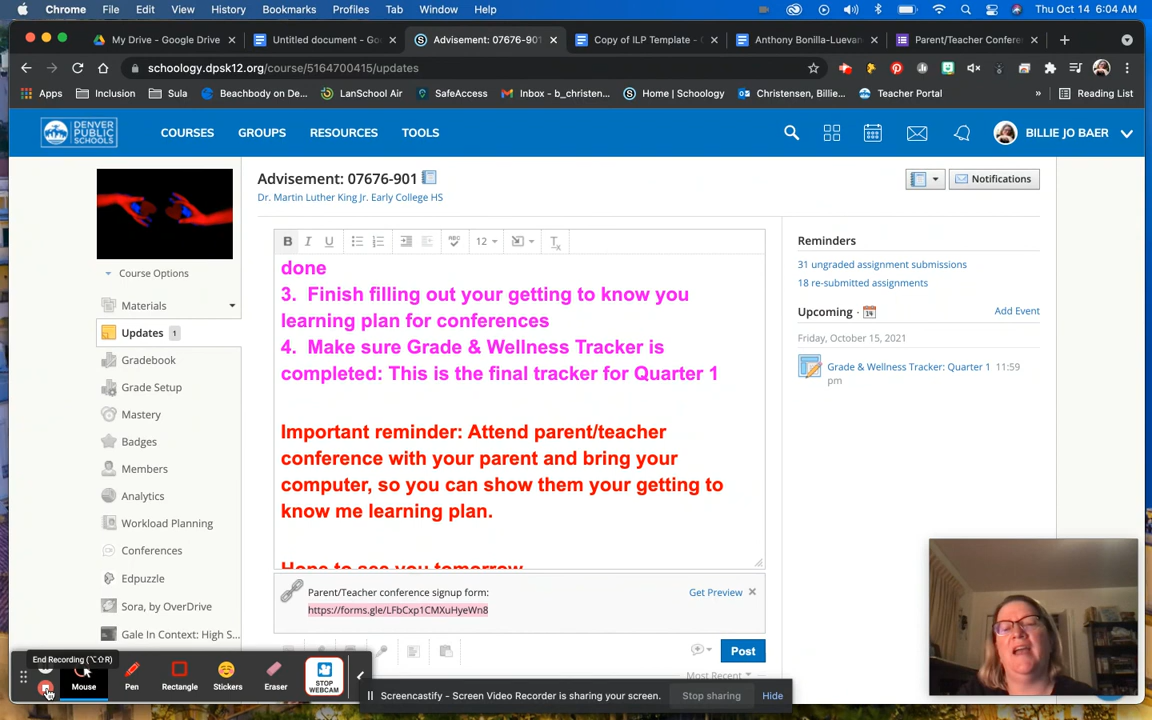 Chrome File Edit View History Bookmarks Profiles Tab Window Help Thu Oct 14 6:04 AM
My Drive - Google Drive × Untitled document - Go × Advisement: 07676-901 × Copy of ILP Template - × Anthony Bonilla-Luevan × Parent/Teacher Confere × +
schoology.dpsk12.org/course/5164700415/updates
Apps Inclusion Sula Beachbody on De... LanSchool Air SafeAccess Inbox - b_christen... Home | Schoology Christensen, Billie... Teacher Portal » Reading List
DENVER PUBLIC SCHOOLS COURSES GROUPS RESOURCES TOOLS BILLIE JO BAER
Advisement: 07676-901
Notifications
Dr. Martin Luther King Jr. Early College HS
Course Options
Materials
Updates 1
Gradebook
Grade Setup
Mastery
Badges
Members
Analytics
Workload Planning
Conferences
Edpuzzle
Sora, by OverDrive
Gale In Context: High S...
B I U ABC 12
done
3. Finish filling out your getting to know you
learning plan for conferences
4. Make sure Grade & Wellness Tracker is
completed: This is the final tracker for Quarter 1
Important reminder: Attend parent/teacher
conference with your parent and bring your
computer, so you can show them your getting to
know me learning plan.
Hope to see you tomorrow
Parent/Teacher conference signup form: Get Preview ×
https://forms.gle/LFbCxp1CMXuHyeWn8
Post
Most Recent
Reminders
31 ungraded assignment submissions
18 re-submitted assignments
Upcoming · 14 Add Event
Friday, October 15, 2021
Grade & Wellness Tracker: Quarter 1 11:59
pm
End Recording (⌥⇧R)
Mouse Pen Rectangle Stickers Eraser STOP
WEBCAM
Screencastify - Screen Video Recorder is sharing your screen. Stop sharing Hide